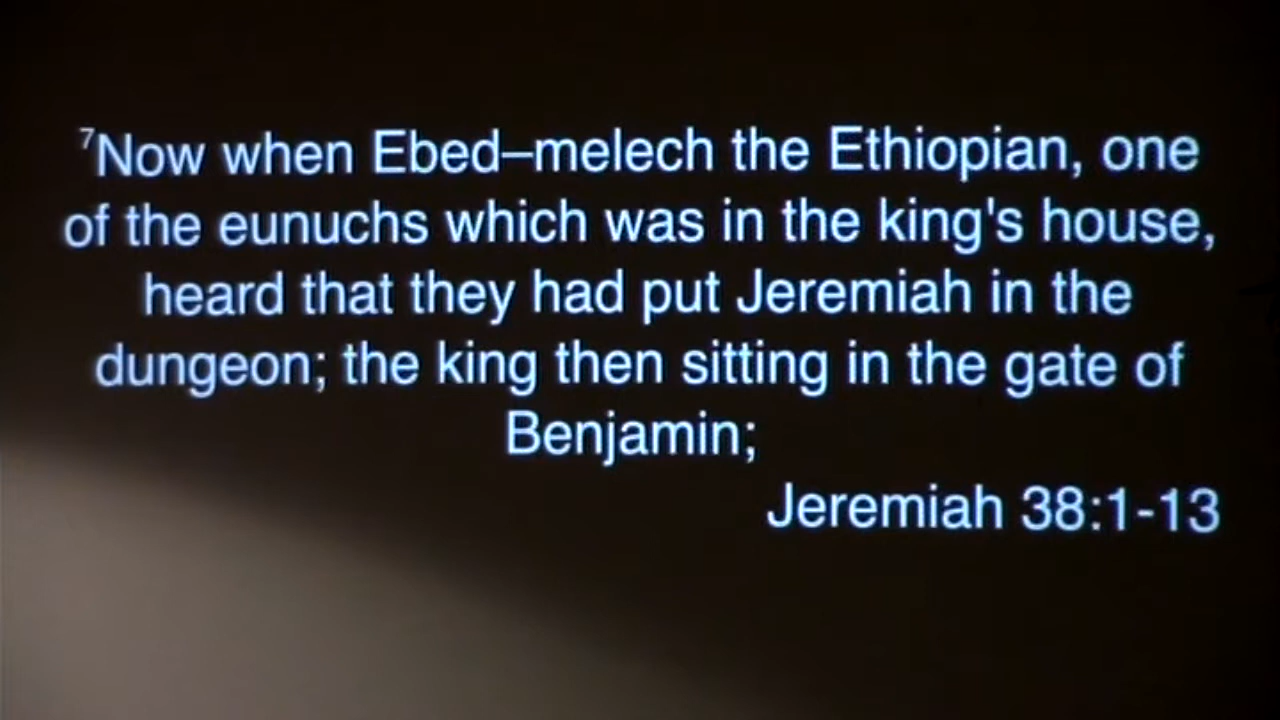 ⁷Now when Ebed–melech the Ethiopian, one
of the eunuchs which was in the king's house,
heard that they had put Jeremiah in the
dungeon; the king then sitting in the gate of
Benjamin;
Jeremiah 38:1-13